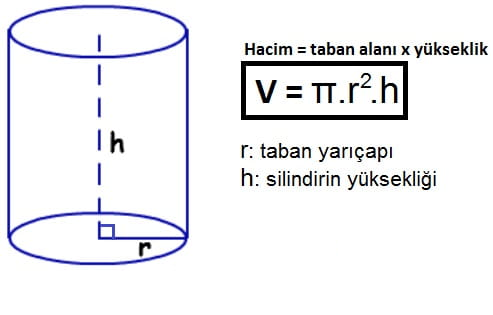 Hacim = taban alanı x yükseklik
V = π.r².h
h
r: taban yarıçapı
h: silindirin yüksekliği
r